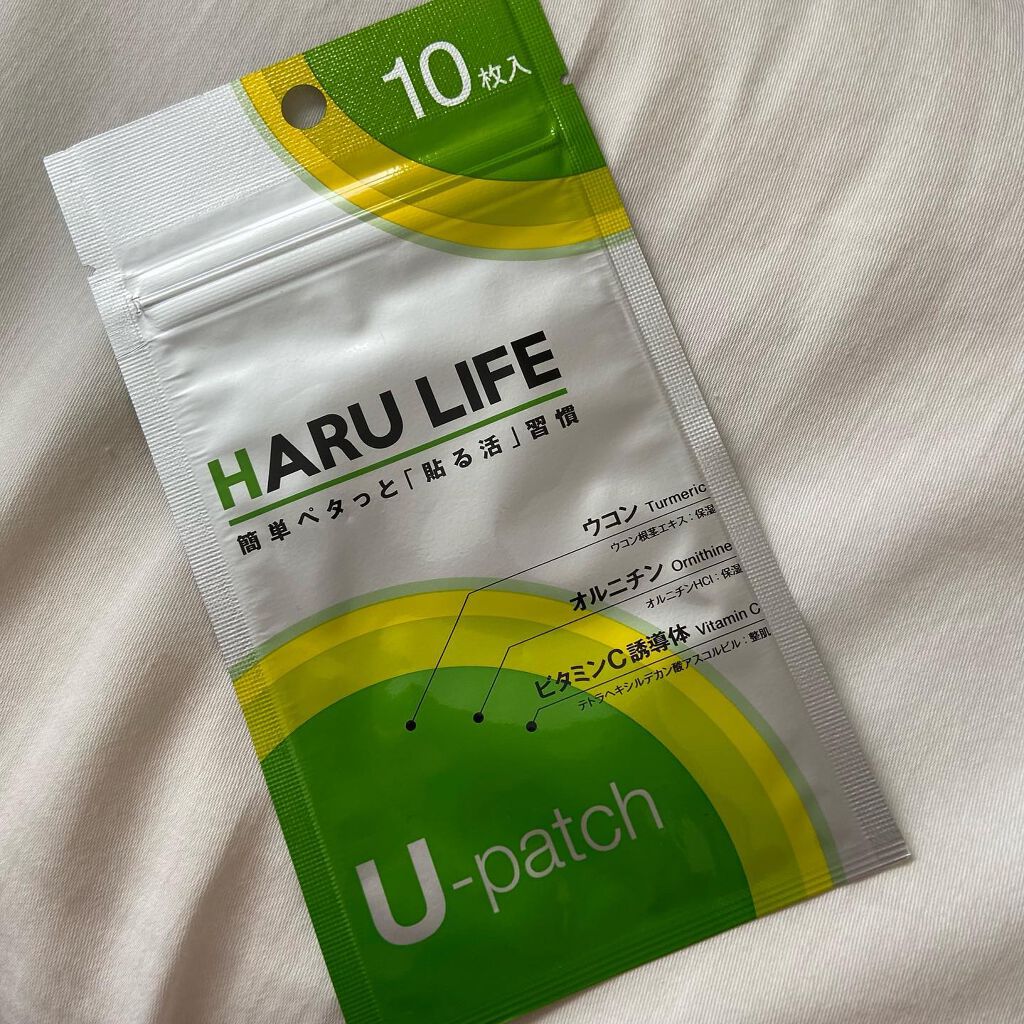 10枚入
HARU LIFE
簡単ペタっと「貼る活」習慣
ウコン Turmeric
ウコン根茎エキス：保湿
オルニチン Ornithine
オルニチンHCl：保湿
ビタミンC誘導体 Vitamin C
テトラヘキシルデカン酸アスコルビル：整肌
U-patch